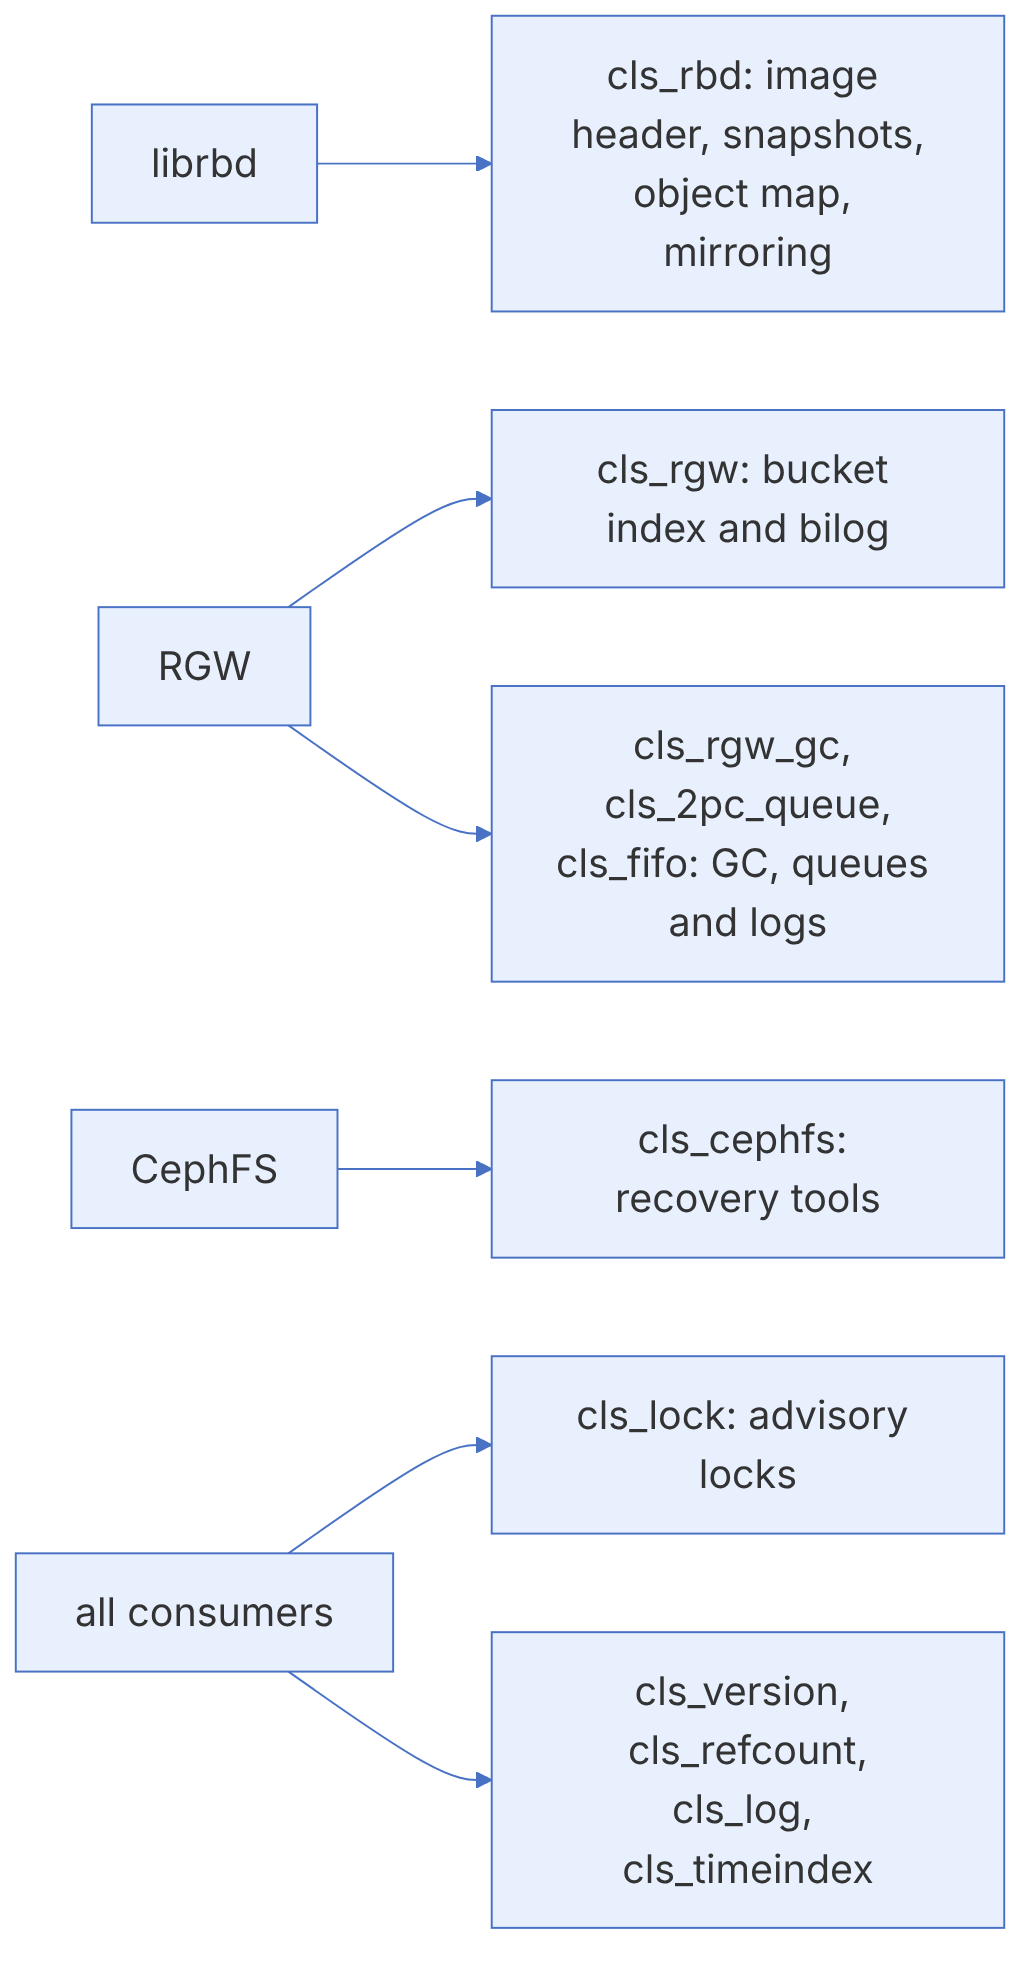 librbd
cls_rbd: image
header, snapshots,
object map,
mirroring
RGW
cls_rgw: bucket
index and bilog
cls_rgw_gc,
cls_2pc_queue,
cls_fifo: GC, queues
and logs
CephFS
cls_cephfs:
recovery tools
all consumers
cls_lock: advisory
locks
cls_version,
cls_refcount,
cls_log,
cls_timeindex